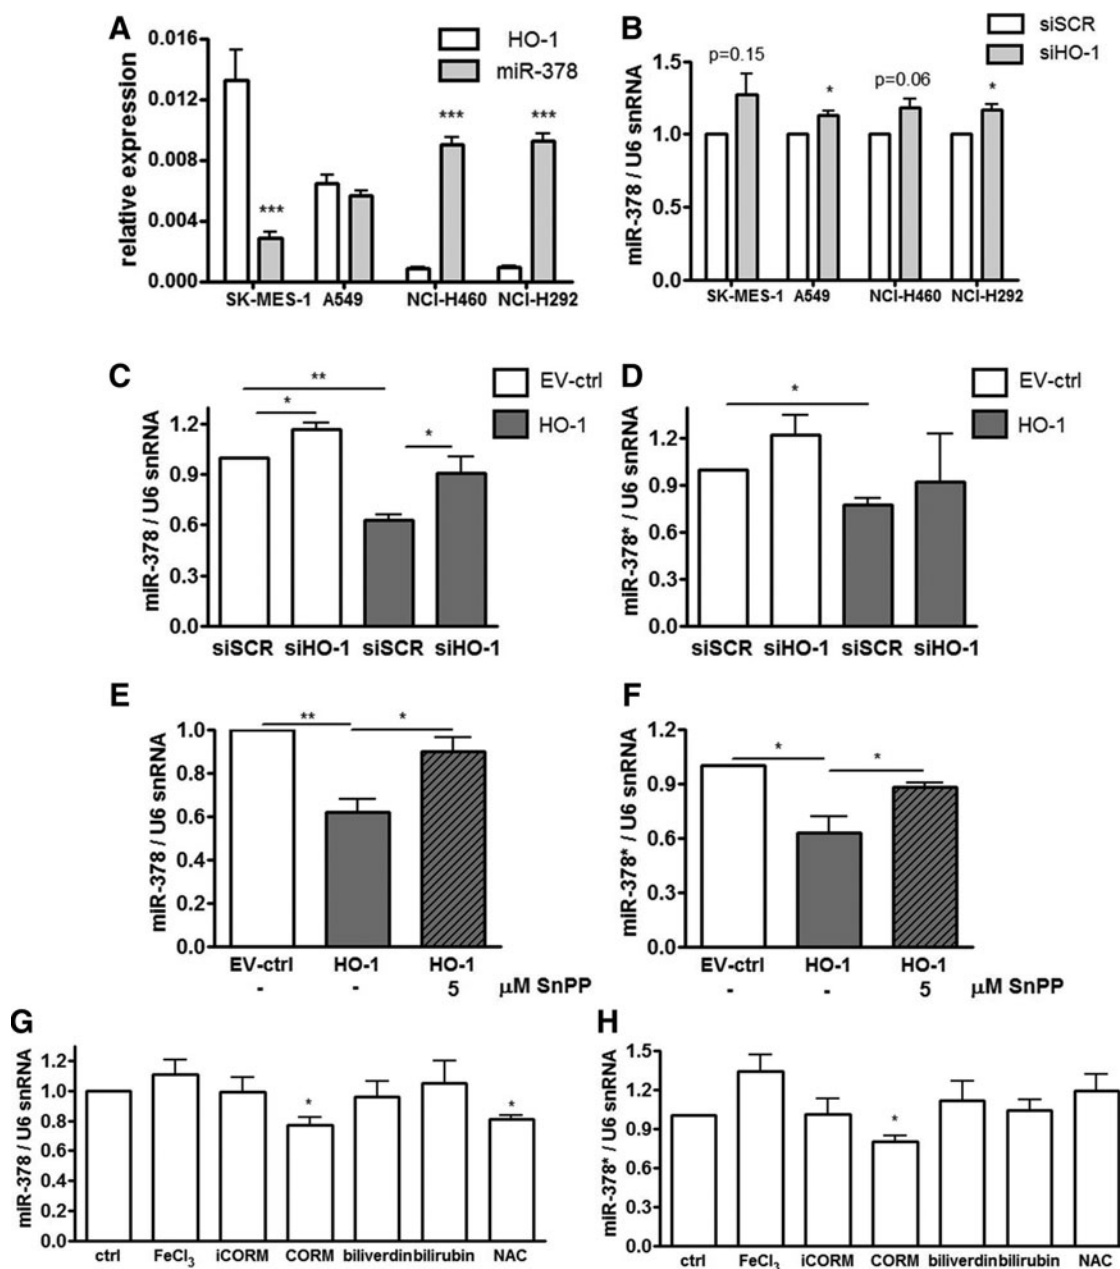 A
HO-1
miR-378
relative expression
0.016
0.012
0.008
0.004
0.000
***
***
***
SK-MES-1 A549 NCI-H460 NCI-H292
B
siSCR
siHO-1
miR-378 / U6 snRNA
1.5
1.0
0.5
0.0
p=0.15
*
p=0.06
*
SK-MES-1 A549 NCI-H460 NCI-H292
C
EV-ctrl
HO-1
miR-378 / U6 snRNA
1.2
0.9
0.6
0.3
0.0
**
*
*
siSCR siHO-1 siSCR siHO-1
D
EV-ctrl
HO-1
miR-378* / U6 snRNA
1.2
0.9
0.6
0.3
0.0
*
siSCR siHO-1 siSCR siHO-1
E
miR-378 / U6 snRNA
1.0
0.8
0.6
0.4
0.2
0.0
**
*
EV-ctrl HO-1 HO-1
- - 5 μM SnPP
F
miR-378* / U6 snRNA
1.2
0.9
0.6
0.3
0.0
*
*
EV-ctrl HO-1 HO-1
- - 5 μM SnPP
G
miR-378 / U6 snRNA
1.2
1.0
0.8
0.6
0.4
0.2
0.0
*
*
ctrl FeCl₃ iCORM CORM biliverdin bilirubin NAC
H
miR-378* / U6 snRNA
1.5
1.2
0.9
0.6
0.3
0.0
*
ctrl FeCl₃ iCORM CORM biliverdin bilirubin NAC